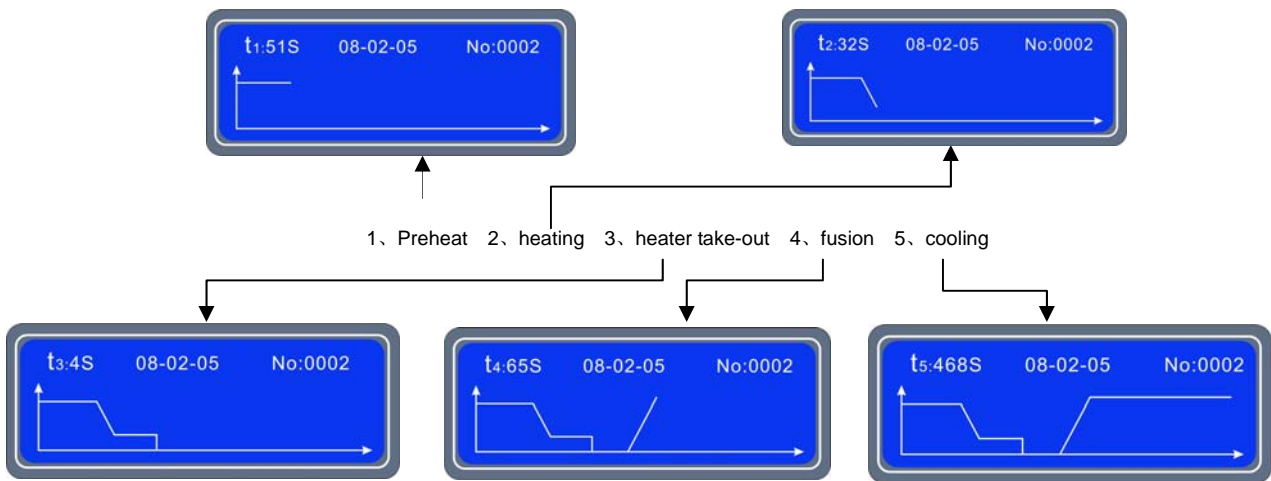 t1:51S 08-02-05 No:0002
t2:32S 08-02-05 No:0002
1、Preheat 2、heating 3、heater take-out 4、fusion 5、cooling
t3:4S 08-02-05 No:0002
t4:65S 08-02-05 No:0002
t5:468S 08-02-05 No:0002